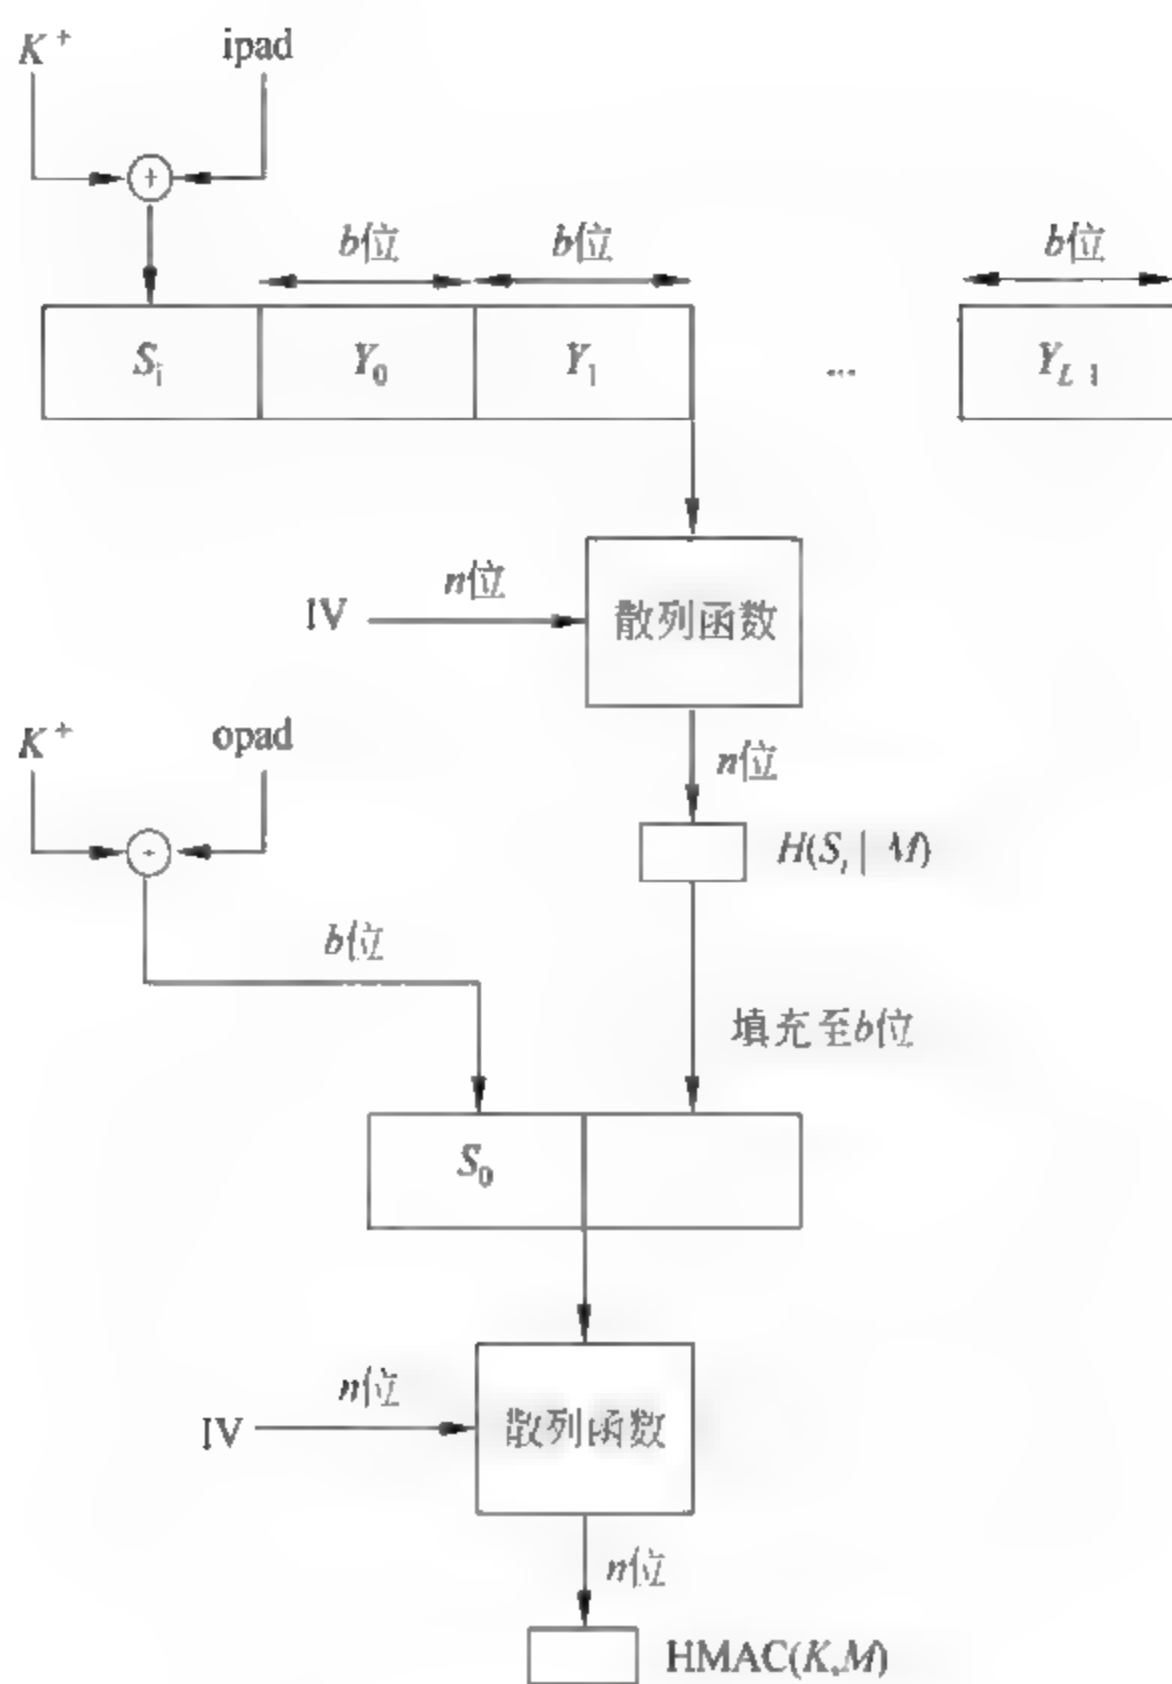 K⁺ ipad
+
b位 b位 b位
Sᵢ Y₀ Y₁ ... Y_L 1
n位
IV 散列函数
K⁺ opad
n位
H(Sᵢ | M)
b位
填充至b位
S₀
n位
IV 散列函数
n位
HMAC(K,M)